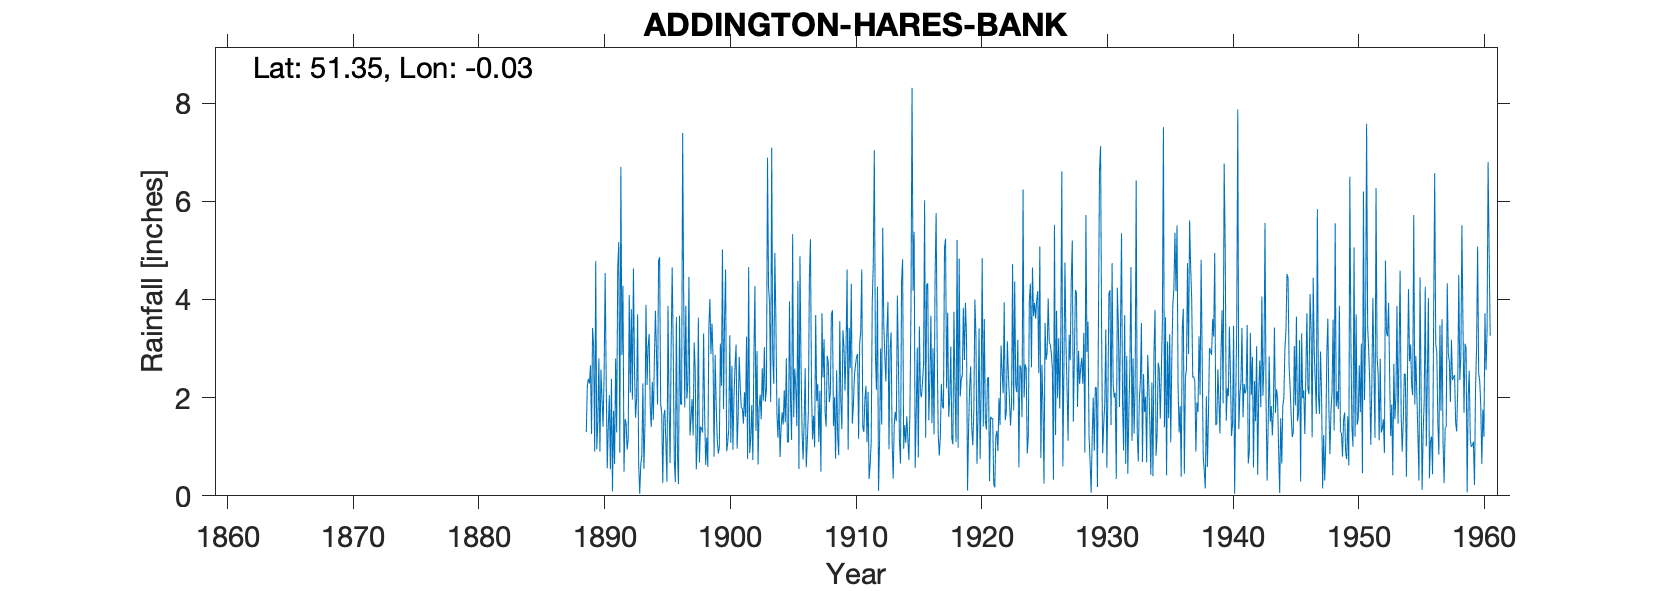 ADDINGTON-HARES-BANK
Lat: 51.35, Lon: -0.03
Rainfall [inches]
8
6
4
2
0
1860 1870 1880 1890 1900 1910 1920 1930 1940 1950 1960
Year